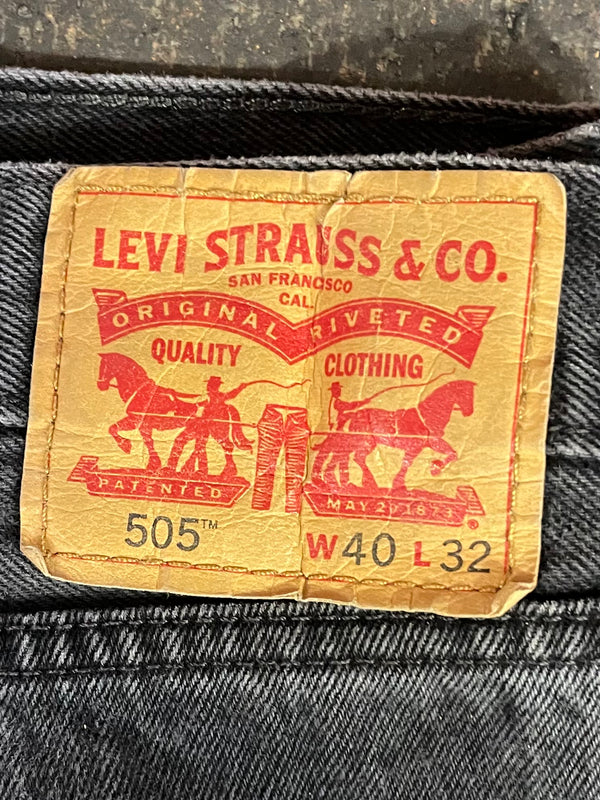 LEVI STRAUSS & CO.
SAN FRANCISCO
CAL.
ORIGINAL RIVETED
QUALITY CLOTHING
PATENTED MAY 20 1873 ®
505™ W40 L32